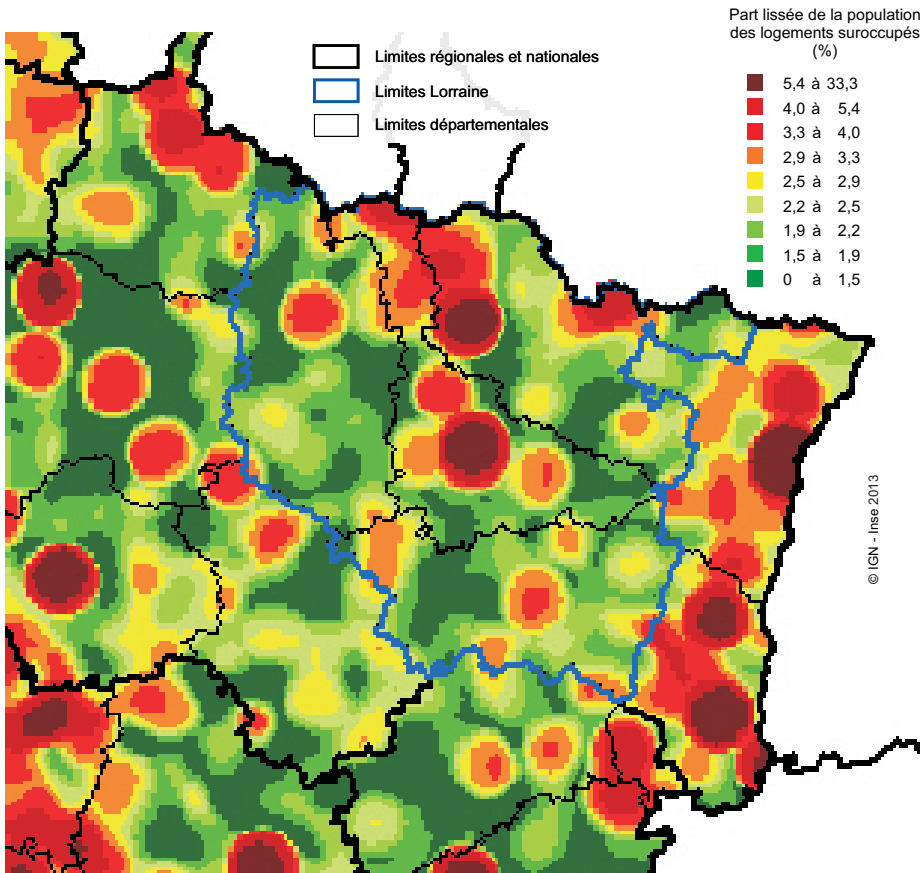 Part lissée de la population
des logements suroccupés
(%)
Limites régionales et nationales
Limites Lorraine
Limites départementales
5,4 à 33,3
4,0 à 5,4
3,3 à 4,0
2,9 à 3,3
2,5 à 2,9
2,2 à 2,5
1,9 à 2,2
1,5 à 1,9
0 à 1,5
© IGN - Inse 2013